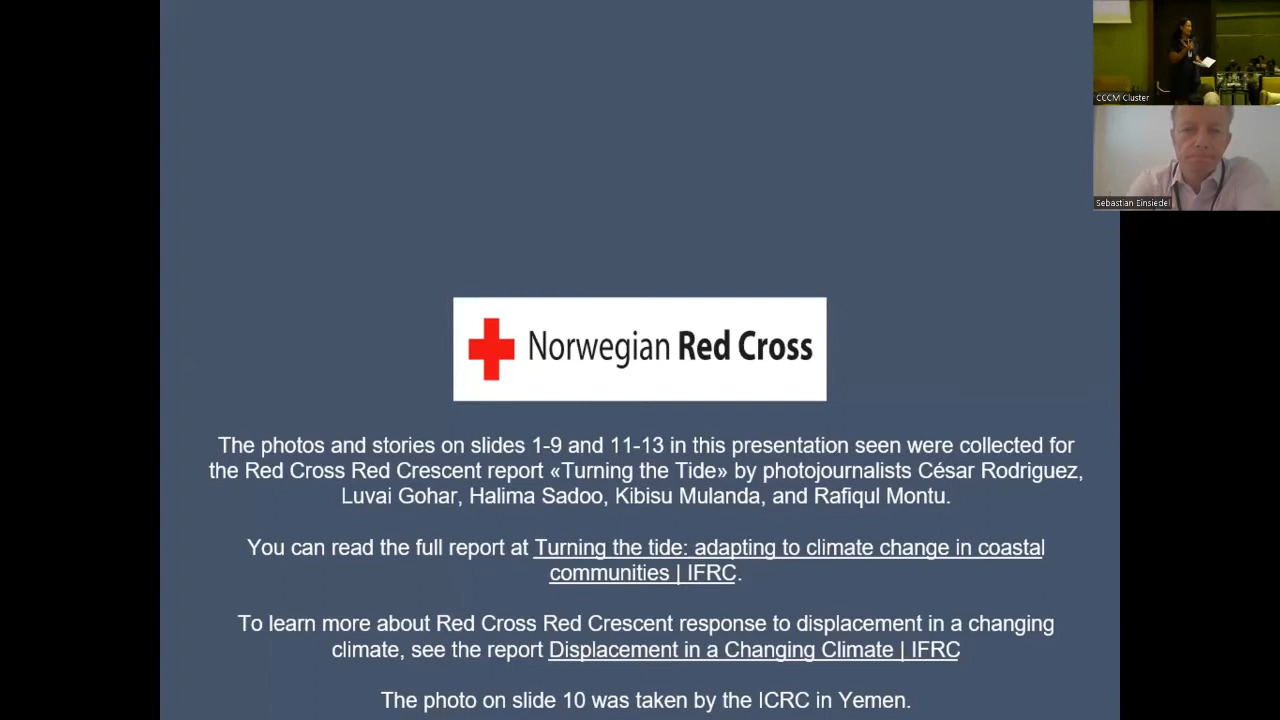 CCCM Cluster
Sebastian Einsiedel
Norwegian Red Cross
The photos and stories on slides 1-9 and 11-13 in this presentation seen were collected for
the Red Cross Red Crescent report «Turning the Tide» by photojournalists César Rodriguez,
Luvai Gohar, Halima Sadoo, Kibisu Mulanda, and Rafiqul Montu.
You can read the full report at Turning the tide: adapting to climate change in coastal
communities | IFRC.
To learn more about Red Cross Red Crescent response to displacement in a changing
climate, see the report Displacement in a Changing Climate | IFRC
The photo on slide 10 was taken by the ICRC in Yemen.